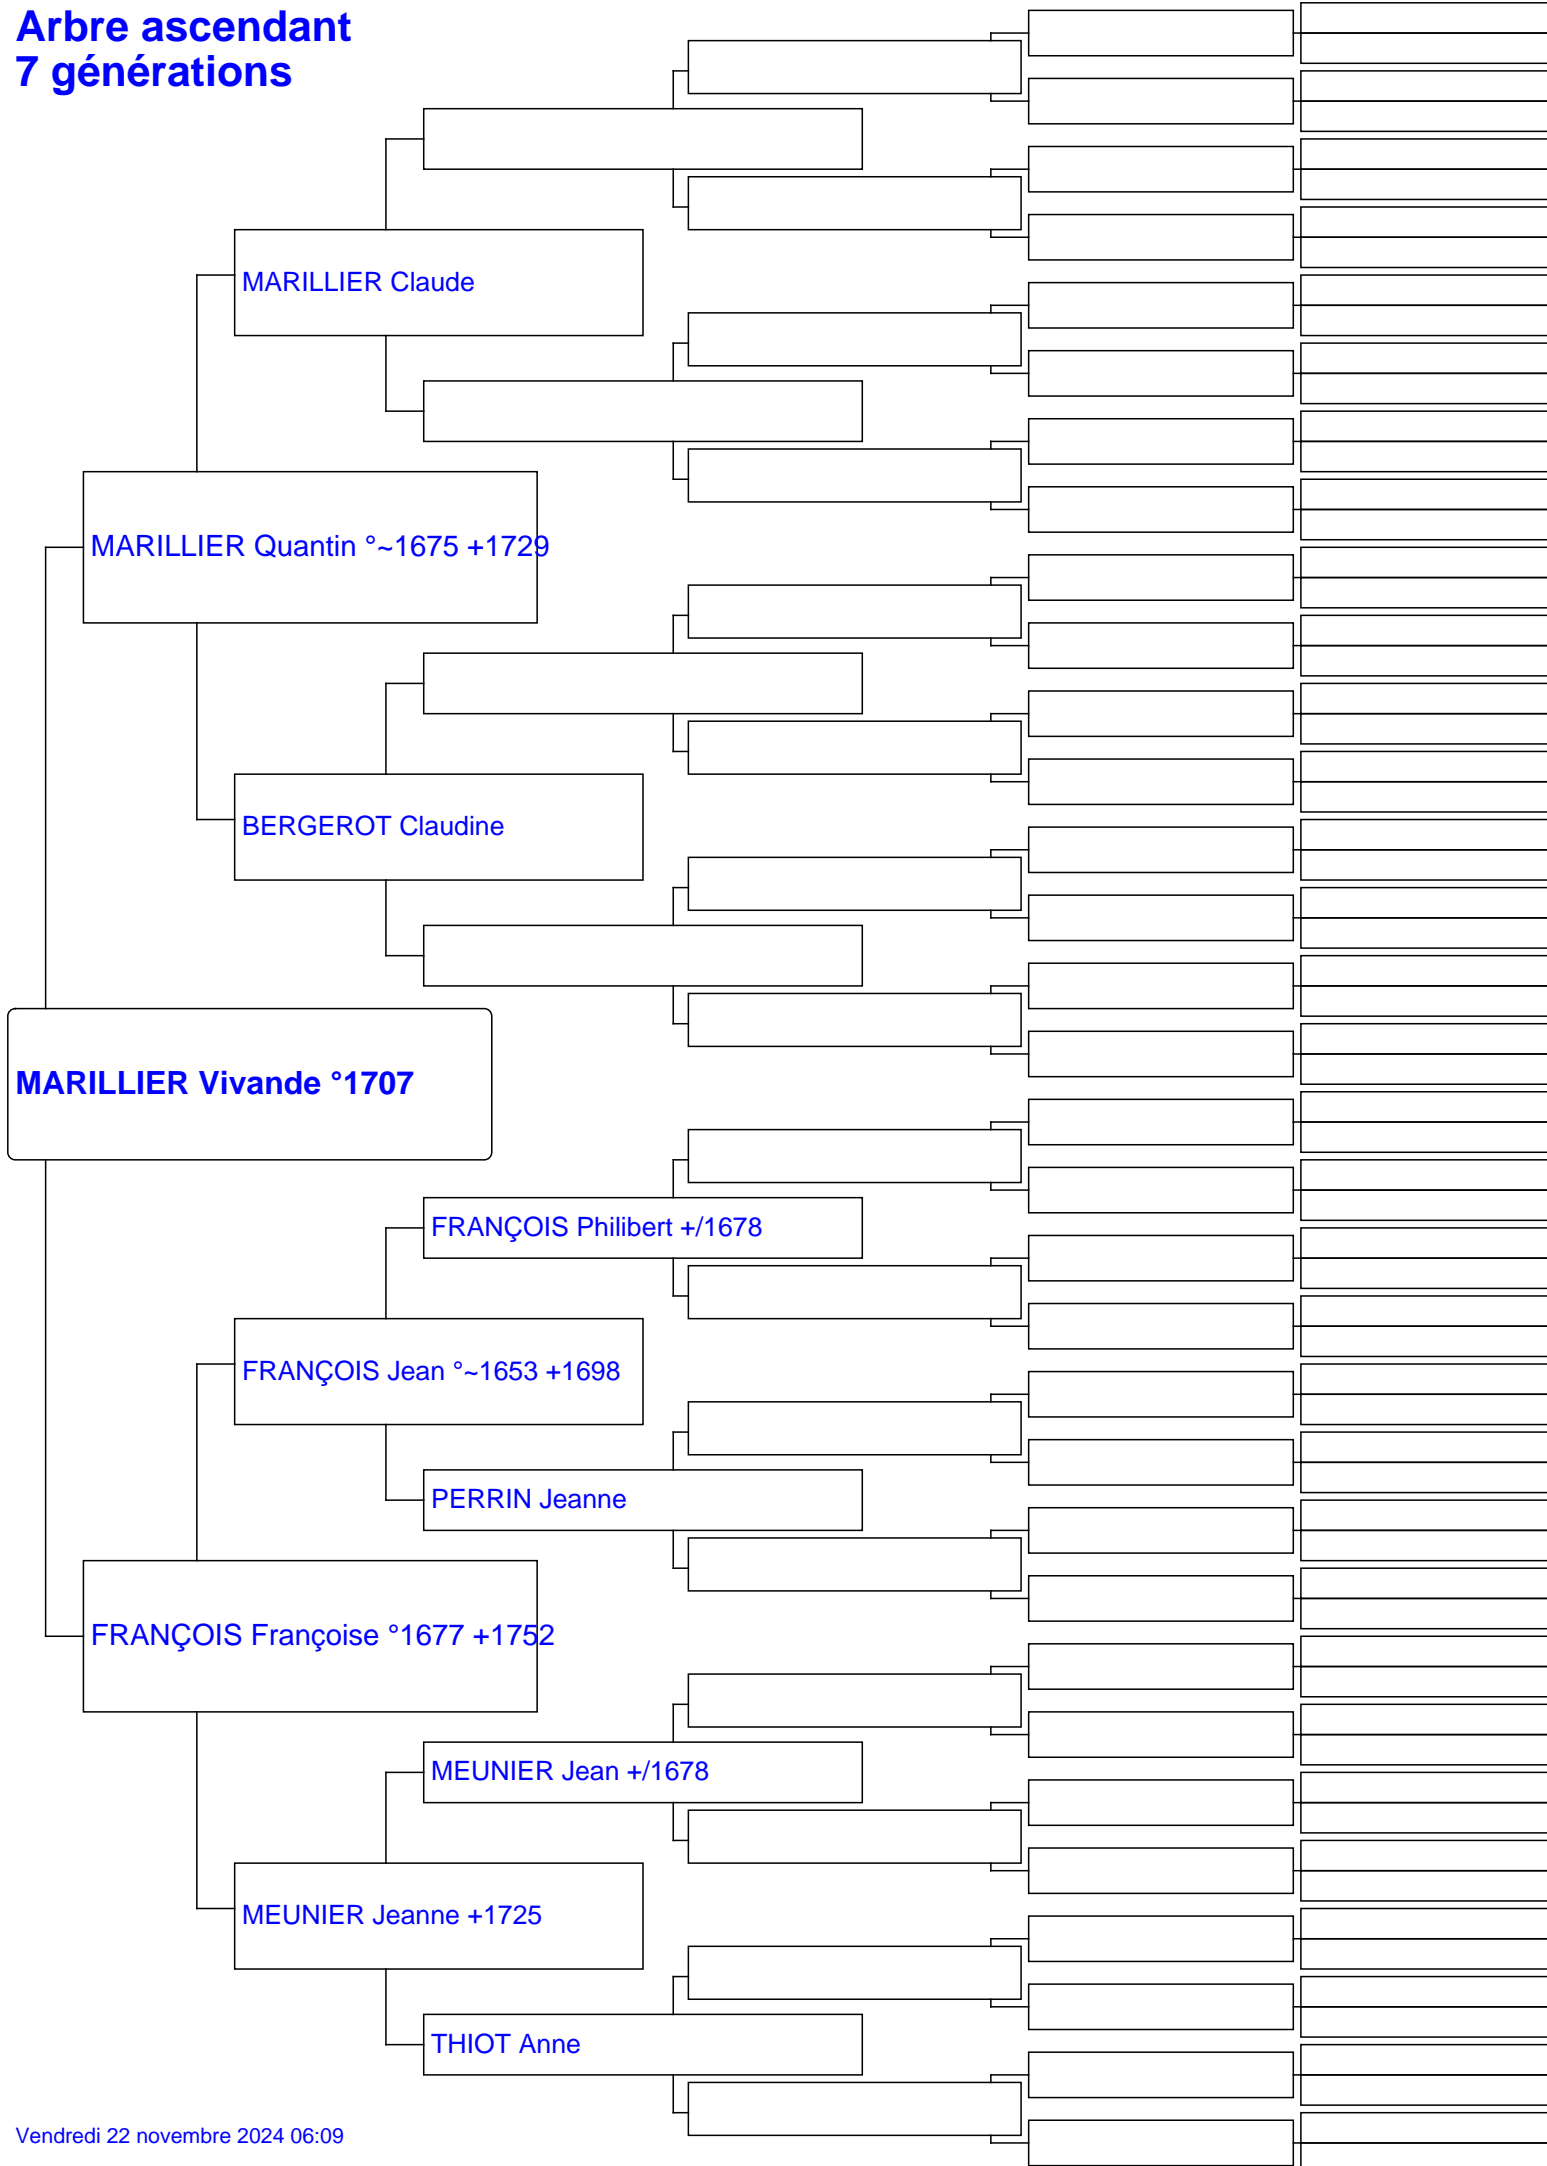 Arbre ascendant
7 générations
MARILLIER Claude
MARILLIER Quantin °~1675 +1729
BERGEROT Claudine
MARILLIER Vivande °1707
FRANÇOIS Philibert +/1678
FRANÇOIS Jean °~1653 +1698
PERRIN Jeanne
FRANÇOIS Françoise °1677 +1752
MEUNIER Jean +/1678
MEUNIER Jeanne +1725
THIOT Anne
Vendredi 22 novembre 2024 06:09